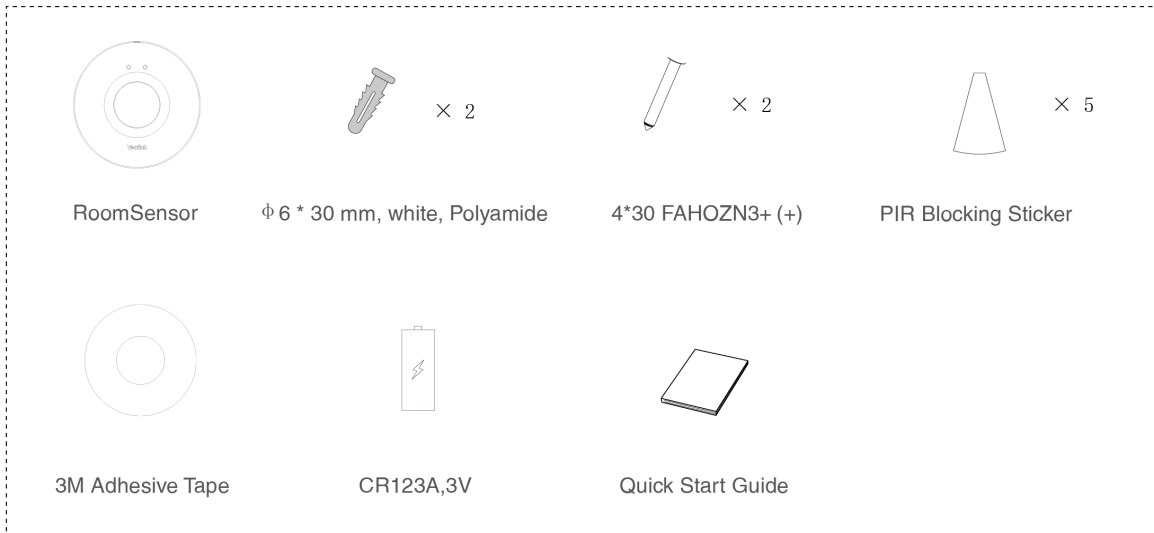 Yealink
× 2
× 2
× 5
RoomSensor
ϕ 6 * 30 mm, white, Polyamide
4*30 FAHOZN3+ (+)
PIR Blocking Sticker
3M Adhesive Tape
CR123A,3V
Quick Start Guide